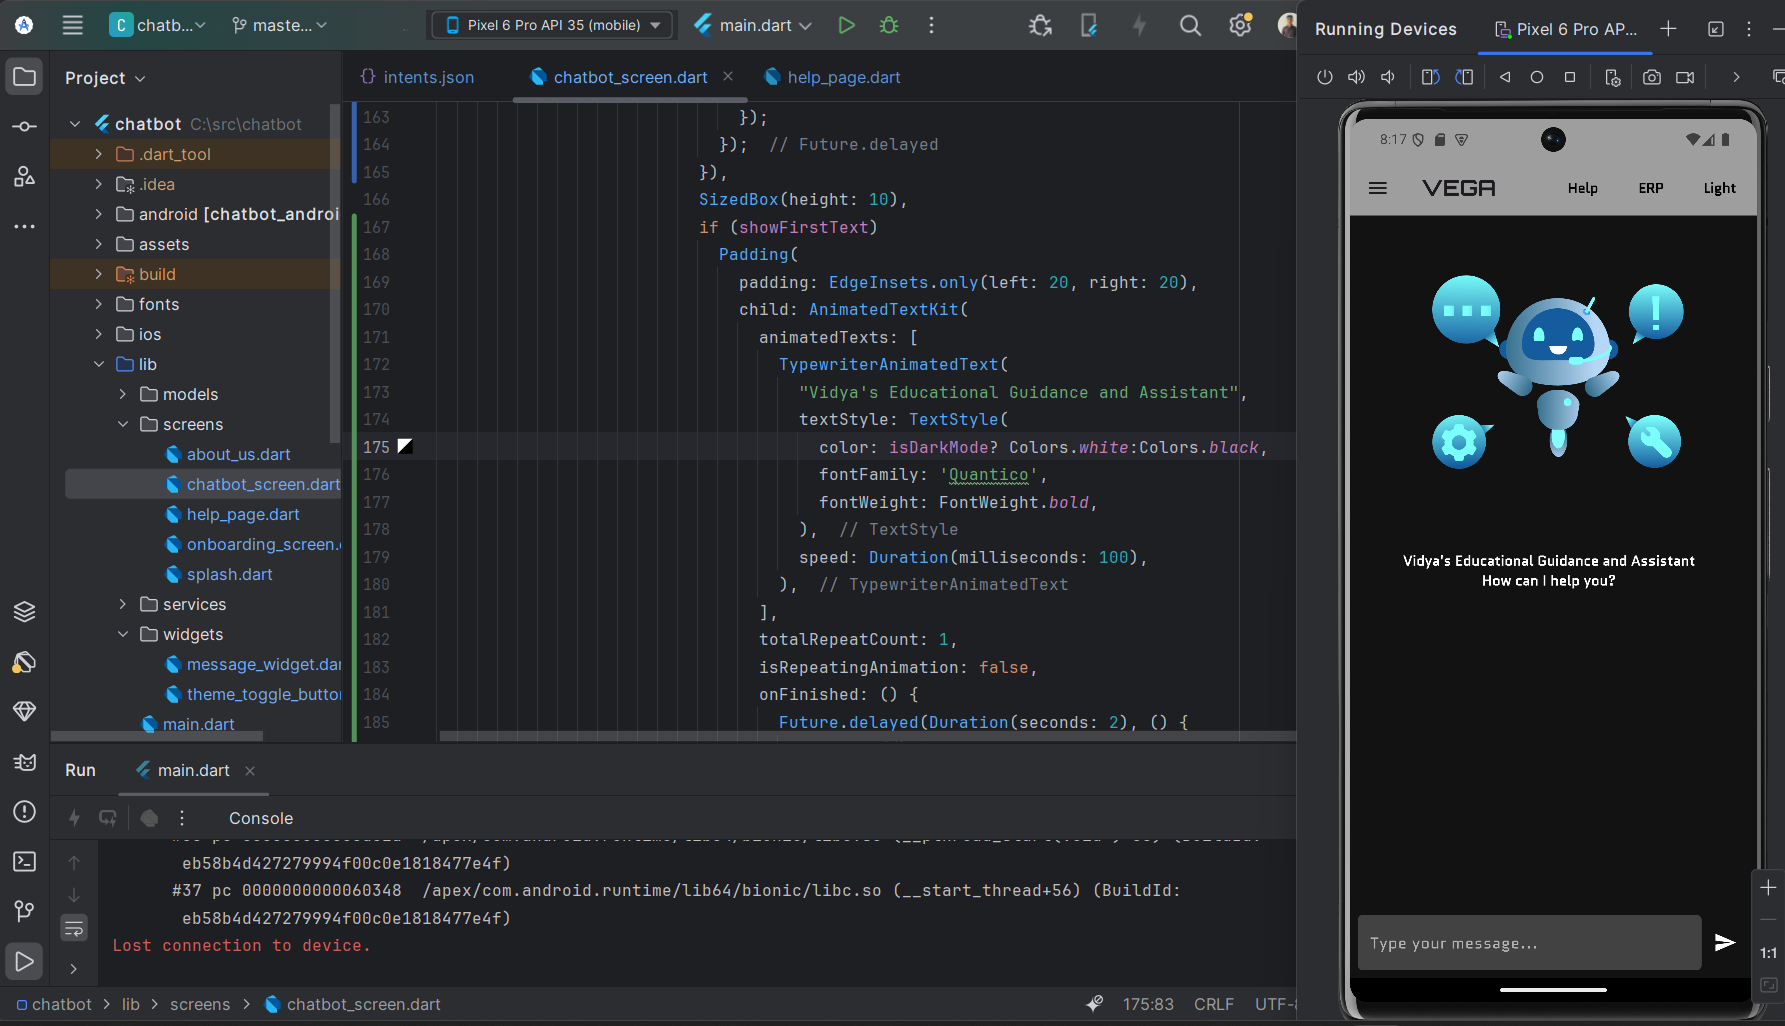 C chatb...
maste...
Pixel 6 Pro API 35 (mobile)
main.dart
Running Devices
Pixel 6 Pro AP...
Project
intents.json
chatbot_screen.dart
help_page.dart
chatbot C:\src\chatbot
.dart_tool
.idea
android [chatbot_androi
assets
build
fonts
ios
lib
models
screens
about_us.dart
chatbot_screen.dart
help_page.dart
onboarding_screen.
splash.dart
services
widgets
message_widget.dar
theme_toggle_butto
main.dart
163 });
164 }); // Future.delayed
165 }),
166 SizedBox(height: 10),
167 if (showFirstText)
168 Padding(
169 padding: EdgeInsets.only(left: 20, right: 20),
170 child: AnimatedTextKit(
171 animatedTexts: [
172 TypewriterAnimatedText(
173 "Vidya's Educational Guidance and Assistant",
174 textStyle: TextStyle(
175 color: isDarkMode? Colors.white:Colors.black,
176 fontFamily: 'Quantico',
177 fontWeight: FontWeight.bold,
178 ), // TextStyle
179 speed: Duration(milliseconds: 100),
180 ), // TypewriterAnimatedText
181 ],
182 totalRepeatCount: 1,
183 isRepeatingAnimation: false,
184 onFinished: () {
185 Future.delayed(Duration(seconds: 2), () {
8:17
VEGA
Help
ERP
Light
Vidya's Educational Guidance and Assistant
How can I help you?
Type your message...
1:1
Run
main.dart
Console
eb58b4d427279994f00c0e1818477e4f)
#37 pc 0000000000060348 /apex/com.android.runtime/lib64/bionic/libc.so (__start_thread+56) (BuildId:
eb58b4d427279994f00c0e1818477e4f)
Lost connection to device.
chatbot > lib > screens > chatbot_screen.dart
175:83
CRLF
UTF-8